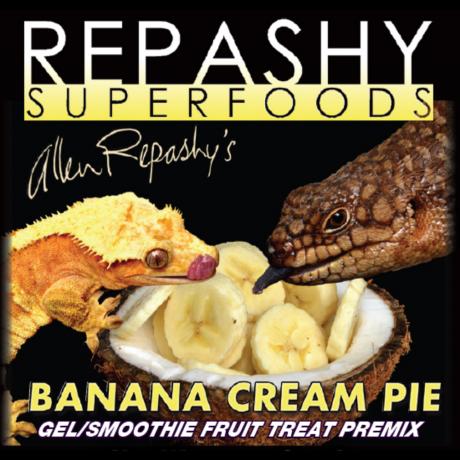 REPASHY
SUPERFOODS
Allen Repashy's
BANANA CREAM PIE
GEL/SMOOTHIE FRUIT TREAT PREMIX